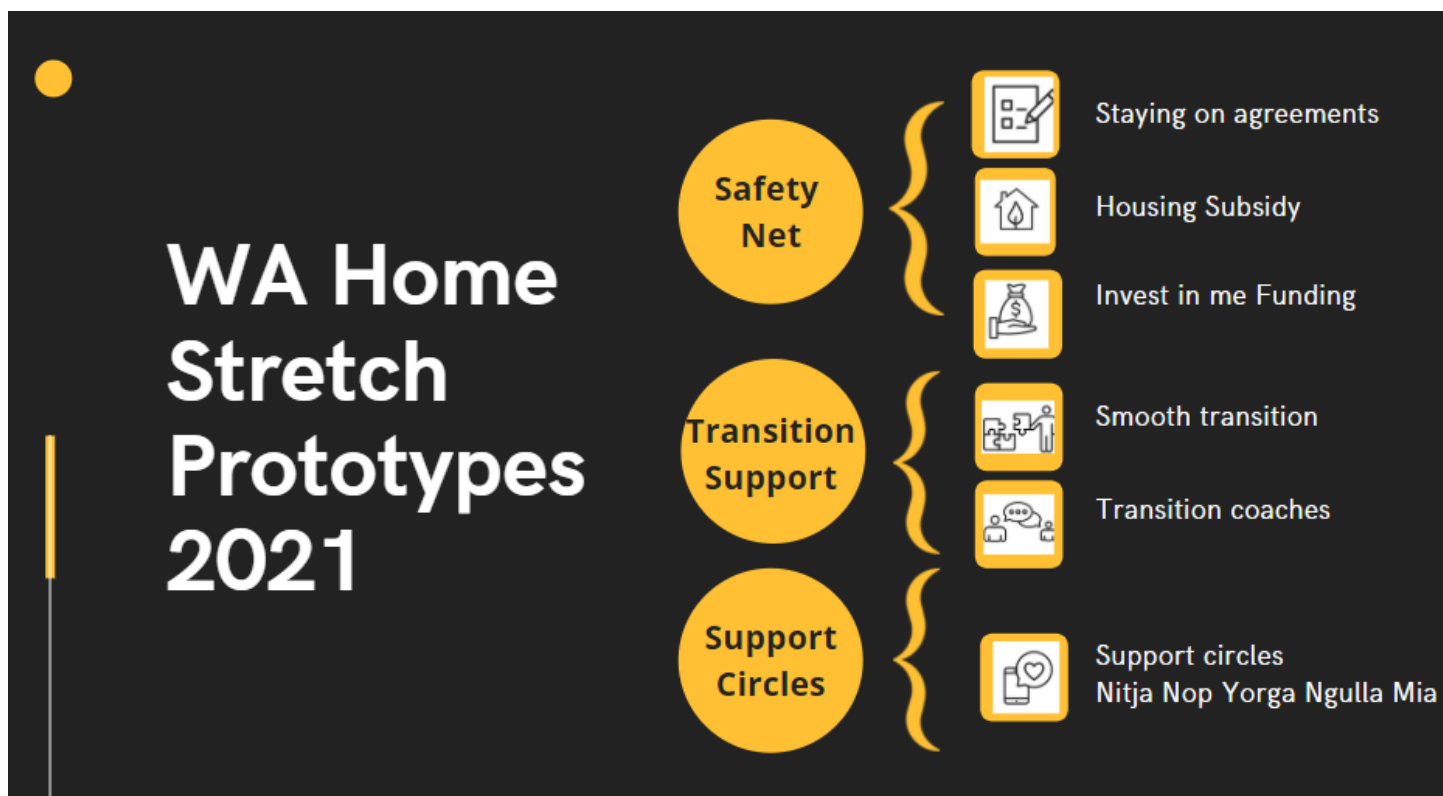 WA Home
Stretch
Prototypes
2021
Safety
Net
Staying on agreements
Housing Subsidy
Invest in me Funding
Transition
Support
Smooth transition
Transition coaches
Support
Circles
Support circles
Nitja Nop Yorga Ngulla Mia